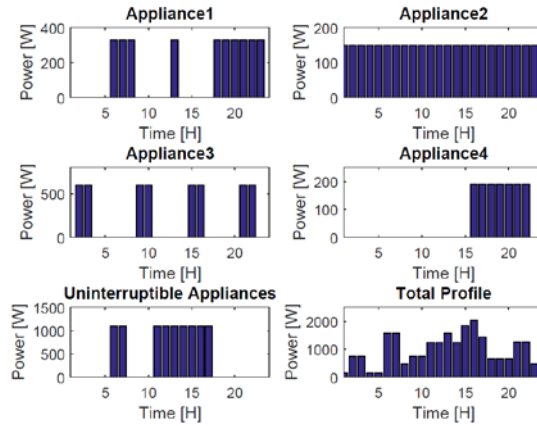 Appliance1
Appliance2
Power [W]
400
200
0
5 10 15 20
Time [H]
Power [W]
200
100
0
5 10 15 20
Time [H]
Appliance3
Appliance4
Power [W]
500
0
5 10 15 20
Time [H]
Power [W]
200
100
0
5 10 15 20
Time [H]
Uninterruptible Appliances
Total Profile
Power [W]
1500
1000
500
0
5 10 15 20
Time [H]
Power [W]
2000
1000
0
5 10 15 20
Time [H]